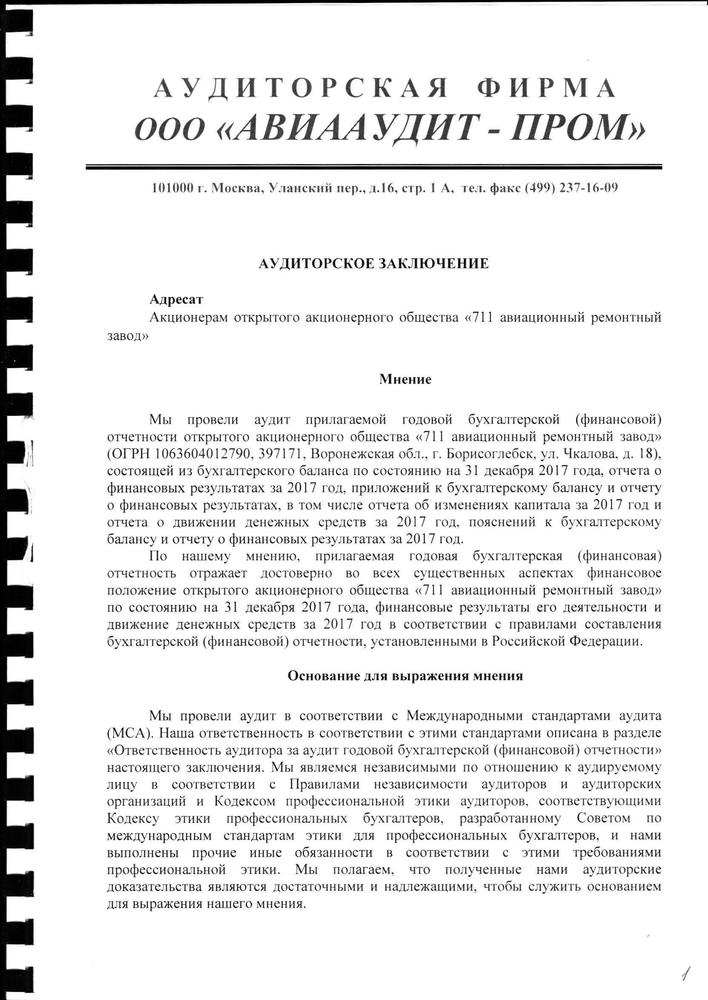 АУДИТОРСКАЯ ФИРМА
ООО «АВИААУДИТ - ПРОМ»
101000 г. Москва, Уланский пер., д.16, стр. 1 А, тел. факс (499) 237-16-09
АУДИТОРСКОЕ ЗАКЛЮЧЕНИЕ
Адресат
Акционерам открытого акционерного общества «711 авиационный ремонтный
завод»
Мнение
Мы провели аудит прилагаемой годовой бухгалтерской (финансовой)
отчетности открытого акционерного общества «711 авиационный ремонтный завод»
(ОГРН 1063604012790, 397171, Воронежская обл., г. Борисоглебск, ул. Чкалова, д. 18),
состоящей из бухгалтерского баланса по состоянию на 31 декабря 2017 года, отчета о
финансовых результатах за 2017 год, приложений к бухгалтерскому балансу и отчету
о финансовых результатах, в том числе отчета об изменениях капитала за 2017 год и
отчета о движении денежных средств за 2017 год, пояснений к бухгалтерскому
балансу и отчету о финансовых результатах за 2017 год.
По нашему мнению, прилагаемая годовая бухгалтерская (финансовая)
отчетность отражает достоверно во всех существенных аспектах финансовое
положение открытого акционерного общества «711 авиационный ремонтный завод»
по состоянию на 31 декабря 2017 года, финансовые результаты его деятельности и
движение денежных средств за 2017 год в соответствии с правилами составления
бухгалтерской (финансовой) отчетности, установленными в Российской Федерации.
Основание для выражения мнения
Мы провели аудит в соответствии с Международными стандартами аудита
(МСА). Наша ответственность в соответствии с этими стандартами описана в разделе
«Ответственность аудитора за аудит годовой бухгалтерской (финансовой) отчетности»
настоящего заключения. Мы являемся независимыми по отношению к аудируемому
лицу в соответствии с Правилами независимости аудиторов и аудиторских
организаций и Кодексом профессиональной этики аудиторов, соответствующими
Кодексу этики профессиональных бухгалтеров, разработанному Советом по
международным стандартам этики для профессиональных бухгалтеров, и нами
выполнены прочие иные обязанности в соответствии с этими требованиями
профессиональной этики. Мы полагаем, что полученные нами аудиторские
доказательства являются достаточными и надлежащими, чтобы служить основанием
для выражения нашего мнения.
1